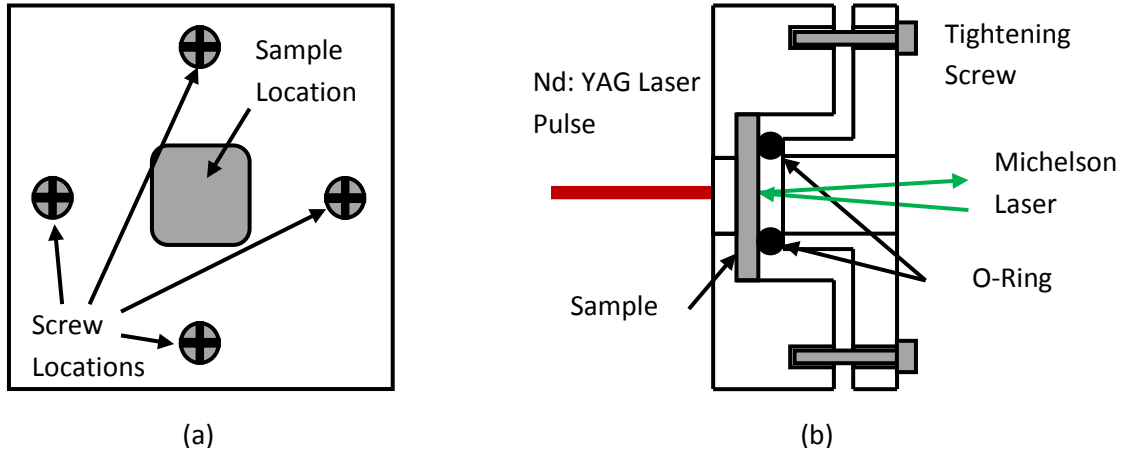 Sample
Location
Screw
Locations
(a)
Nd: YAG Laser
Pulse
Tightening
Screw
Michelson
Laser
O-Ring
Sample
(b)